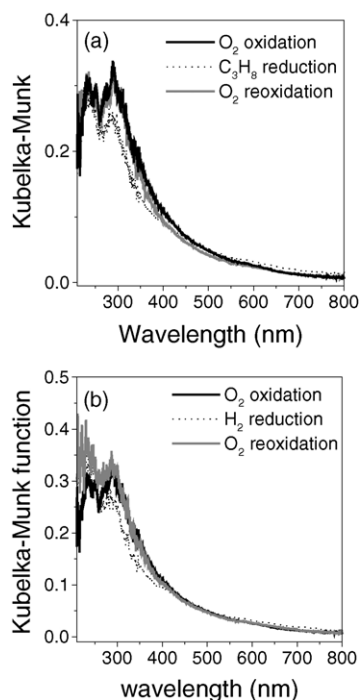 0.4
(a)
O₂ oxidation
C₃H₈ reduction
O₂ reoxidation
Kubelka-Munk
0.2
0.0
300 400 500 600 700 800
Wavelength (nm)
0.5
(b)
O₂ oxidation
H₂ reduction
O₂ reoxidation
0.4
Kubelka-Munk function
0.3
0.2
0.1
0.0
300 400 500 600 700 800
wavelength (nm)